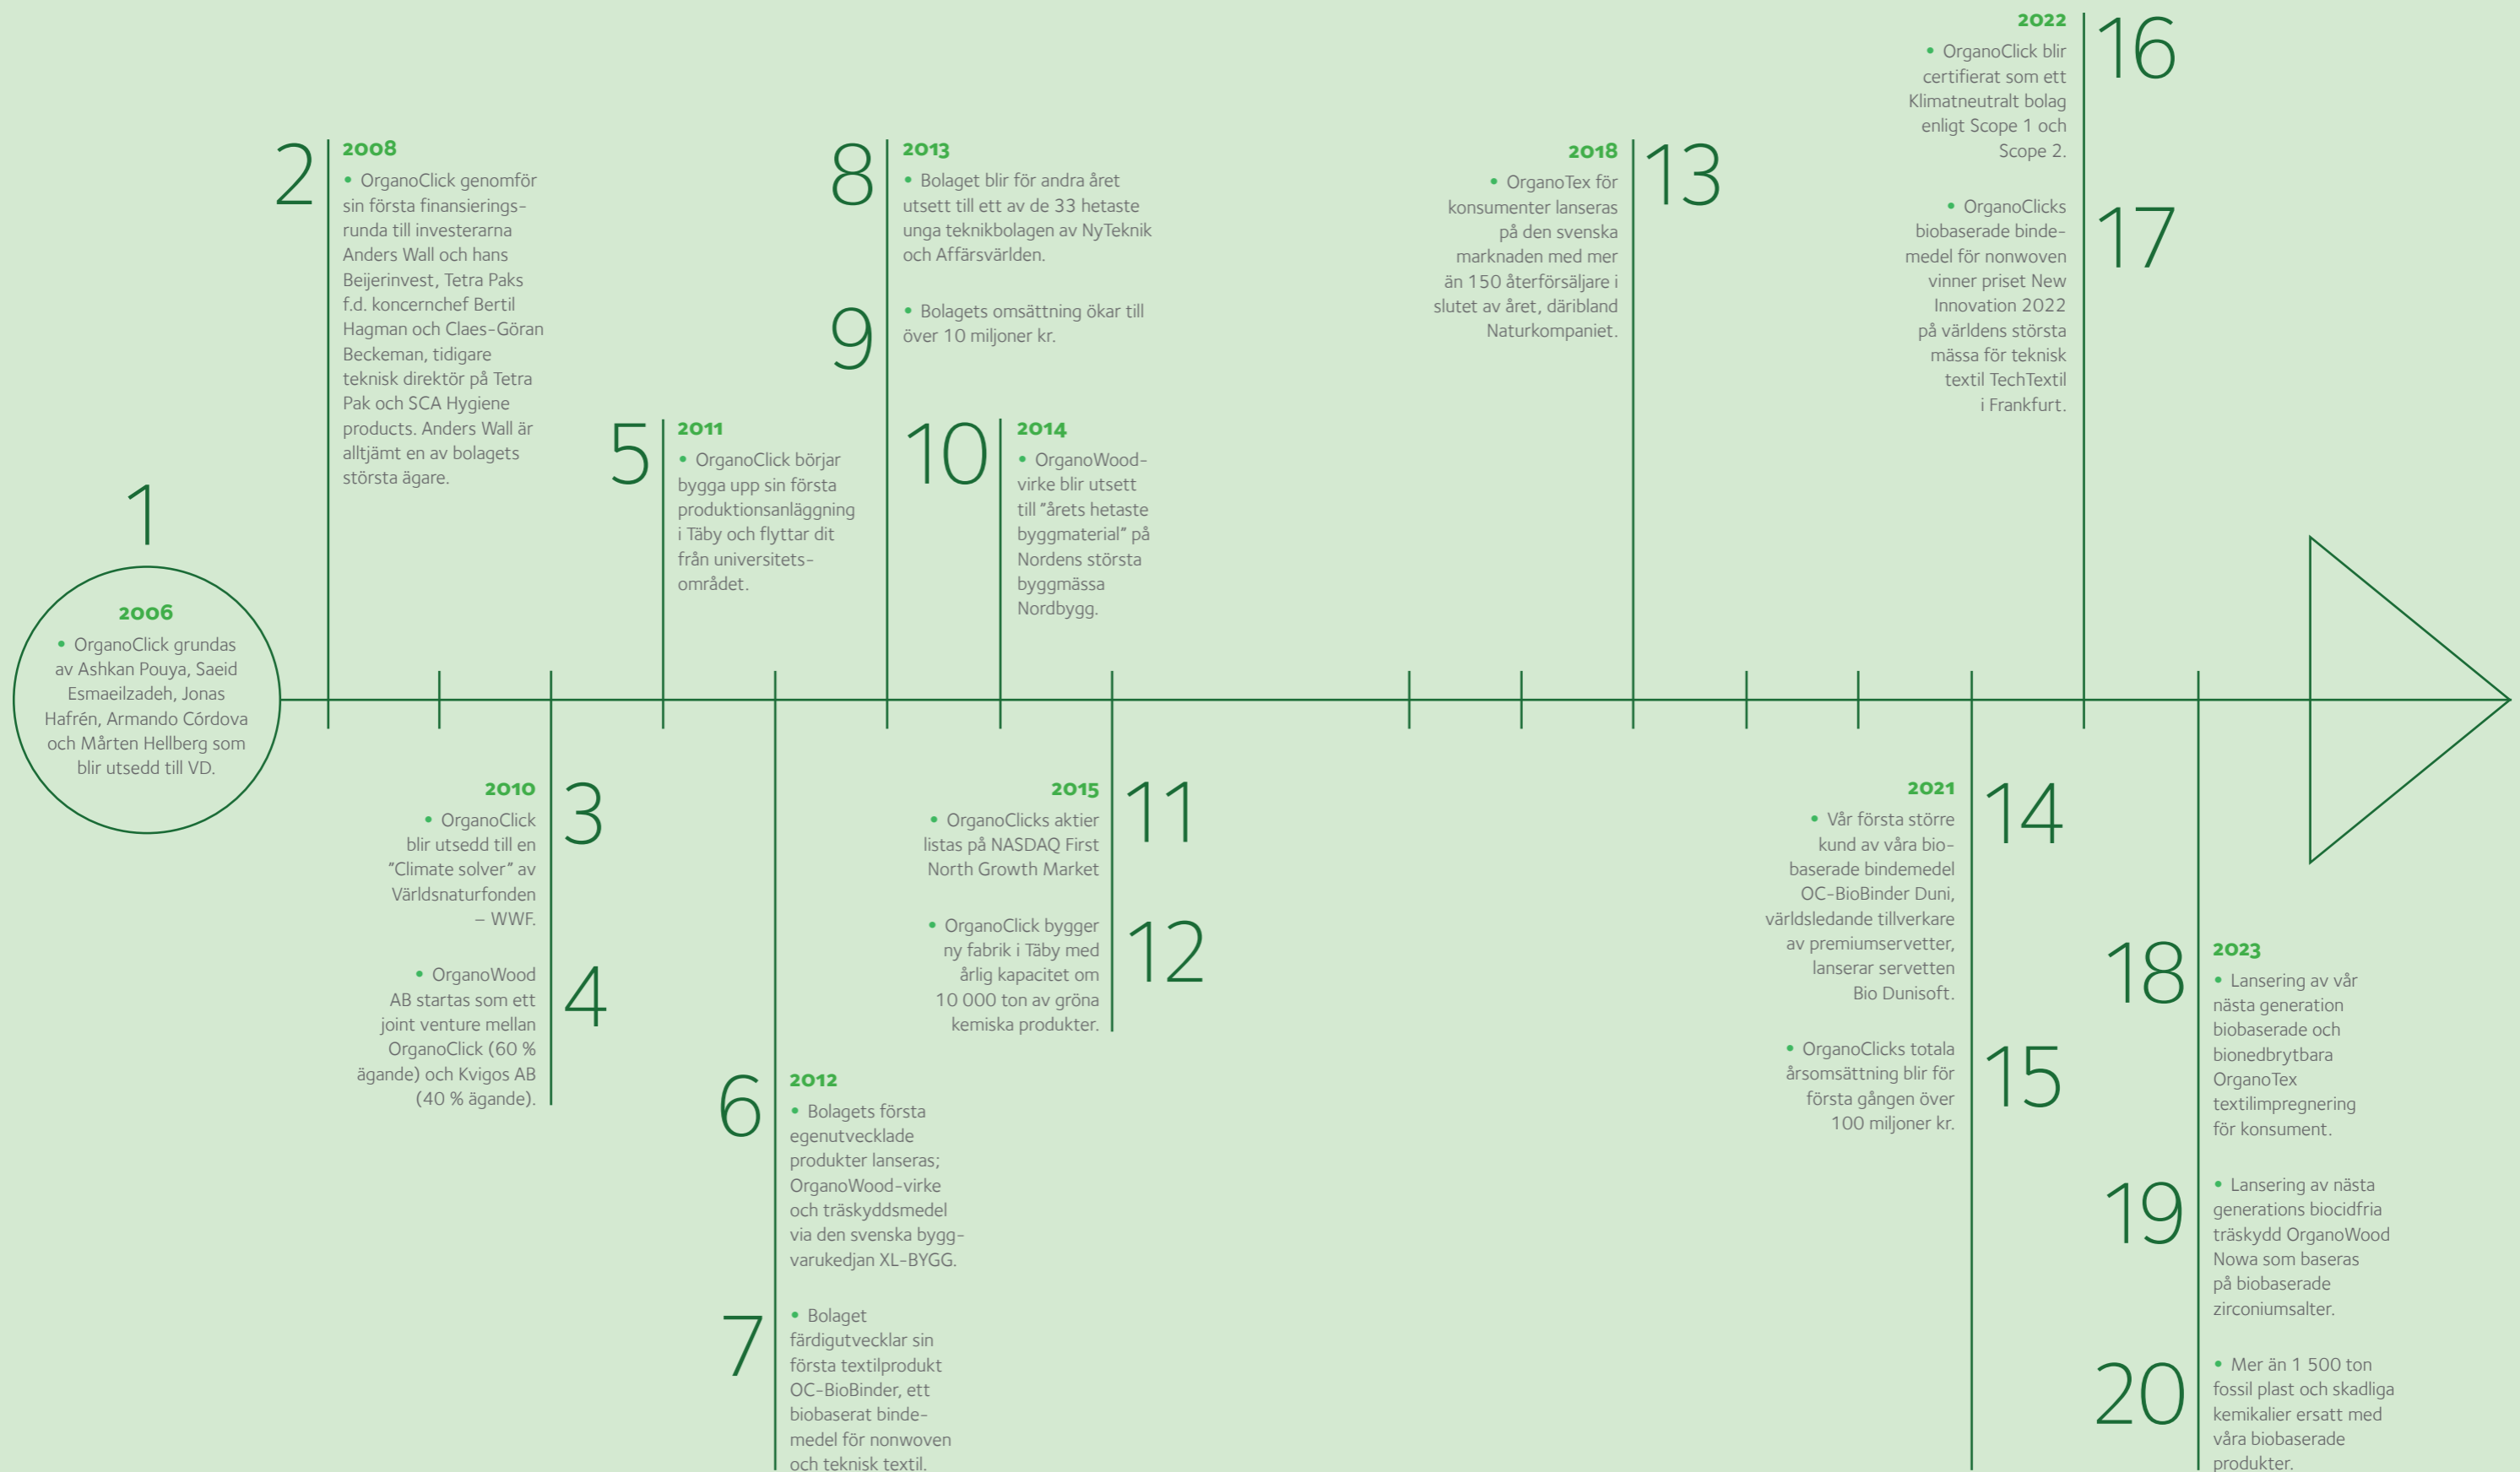 1
2006
• OrganoClick grundas
av Ashkan Pouya, Saeid
Esmaeilzadeh, Jonas
Hafrén, Armando Córdova
och Mårten Hellberg som
blir utsedd till VD.
2
2008
• OrganoClick genomför
sin första finansierings-
runda till investerarna
Anders Wall och hans
Beijerinvest, Tetra Paks
f.d. koncernchef Bertil
Hagman och Claes-Göran
Beckeman, tidigare
teknisk direktör på Tetra
Pak och SCA Hygiene
products. Anders Wall är
alltjämt en av bolagets
största ägare.
3
2010
• OrganoClick
blir utsedd till en
"Climate solver" av
Världsnaturfonden
– WWF.
4
• OrganoWood
AB startas som ett
joint venture mellan
OrganoClick (60 %
ägande) och Kvigos AB
(40 % ägande).
5
2011
• OrganoClick börjar
bygga upp sin första
produktionsanläggning
i Täby och flyttar dit
från universitets-
området.
6
2012
• Bolagets första
egenutvecklade
produkter lanseras;
OrganoWood-virke
och träskyddsmedel
via den svenska bygg-
varukedjan XL-BYGG.
7
• Bolaget
färdigutvecklar sin
första textilprodukt
OC-BioBinder, ett
biobaserat binde-
medel för nonwoven
och teknisk textil.
8
2013
• Bolaget blir för andra året
utsett till ett av de 33 hetaste
unga teknikbolagen av NyTeknik
och Affärsvärlden.
9
• Bolagets omsättning ökar till
över 10 miljoner kr.
10
2014
• OrganoWood-
virke blir utsett
till "årets hetaste
byggmaterial" på
Nordens största
byggmässa
Nordbygg.
11
2015
• OrganoClicks aktier
listas på NASDAQ First
North Growth Market
12
• OrganoClick bygger
ny fabrik i Täby med
årlig kapacitet om
10 000 ton av gröna
kemiska produkter.
13
2018
• OrganoTex för
konsumenter lanseras
på den svenska
marknaden med mer
än 150 återförsäljare i
slutet av året, däribland
Naturkompaniet.
14
2021
• Vår första större
kund av våra bio-
baserade bindemedel
OC-BioBinder Duni,
världsledande tillverkare
av premiumservetter,
lanserar servetten
Bio Dunisoft.
15
• OrganoClicks totala
årsomsättning blir för
första gången över
100 miljoner kr.
16
2022
• OrganoClick blir
certifierat som ett
Klimatneutralt bolag
enligt Scope 1 och
Scope 2.
17
• OrganoClicks
biobaserade binde-
medel för nonwoven
vinner priset New
Innovation 2022
på världens största
mässa för teknisk
textil TechTextil
i Frankfurt.
18
2023
• Lansering av vår
nästa generation
biobaserade och
bionedbrytbara
OrganoTex
textilimpregnering
för konsument.
19
• Lansering av nästa
generations biocidfria
träskydd OrganoWood
Nowa som baseras
på biobaserade
zirconiumsalter.
20
• Mer än 1 500 ton
fossil plast och skadliga
kemikalier ersatt med
våra biobaserade
produkter.